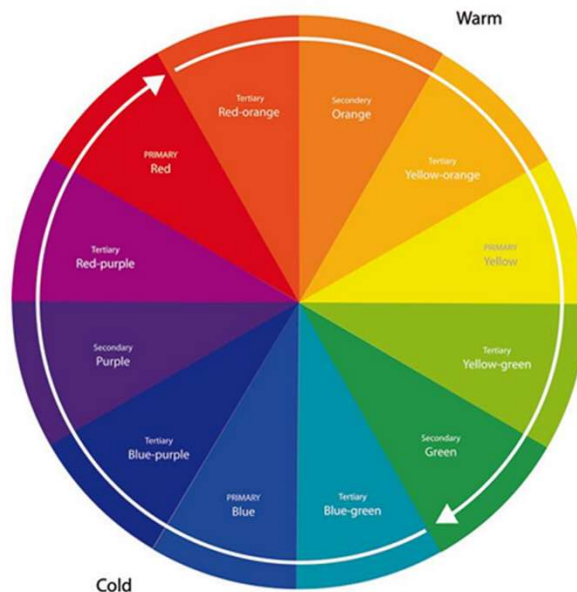 Warm
Tertiary
Red-orange
Secondery
Orange
Tertiary
Yellow-orange
PRIMARY
Yellow
Tertiary
Yellow-green
Secondary
Green
Tertiary
Blue-green
PRIMARY
Blue
Tertiary
Blue-purple
Secondary
Purple
Tertiary
Red-purple
PRIMARY
Red
Cold